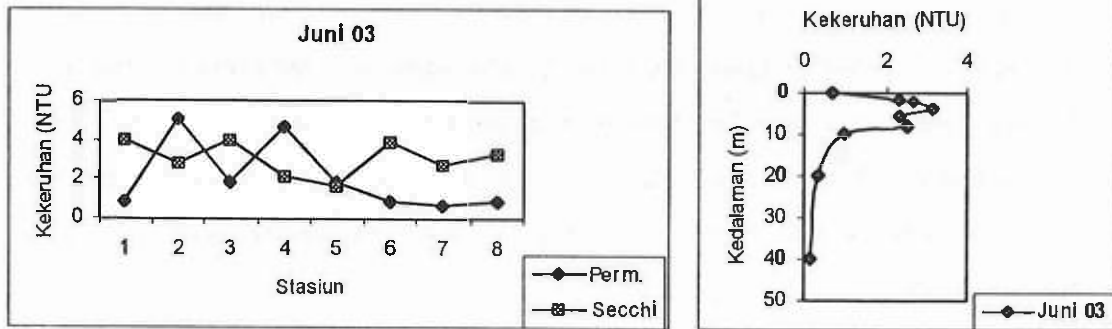 Juni 03
Kekeruhan (NTU
6
4
2
0
1 2 3 4 5 6 7 8
Stasiun
Perm.
Secchi
Kekeruhan (NTU)
0 2 4
0
10
20
30
40
50
Kedalaman (m)
Juni 03